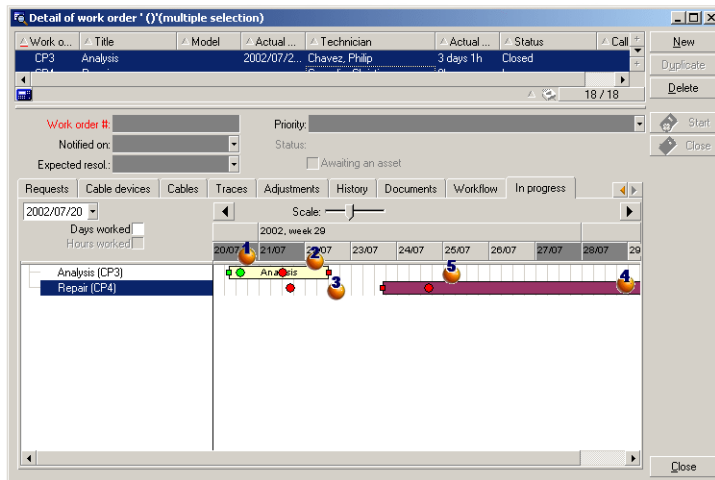 Detail of work order ' ()'(multiple selection)
Work o... Title Model Actual ... Technician Actual ... Status Call
CP3 Analysis 2002/07/2... Chavez, Philip 3 days 1h Closed
18 / 18
New
Duplicate
Delete
Start
Close
Work order #:
Priority:
Notified on:
Status:
Expected resol.:
Awaiting an asset
Requests Cable devices Cables Traces Adjustments History Documents Workflow In progress
2002/07/20
Scale:
Days worked
Hours worked
2002, week 29
20/07 21/07 23/07 24/07 25/07 26/07 27/07 28/07 29
1 2 3 4 5
Analysis (CP3)
Analysis
Repair (CP4)
Close